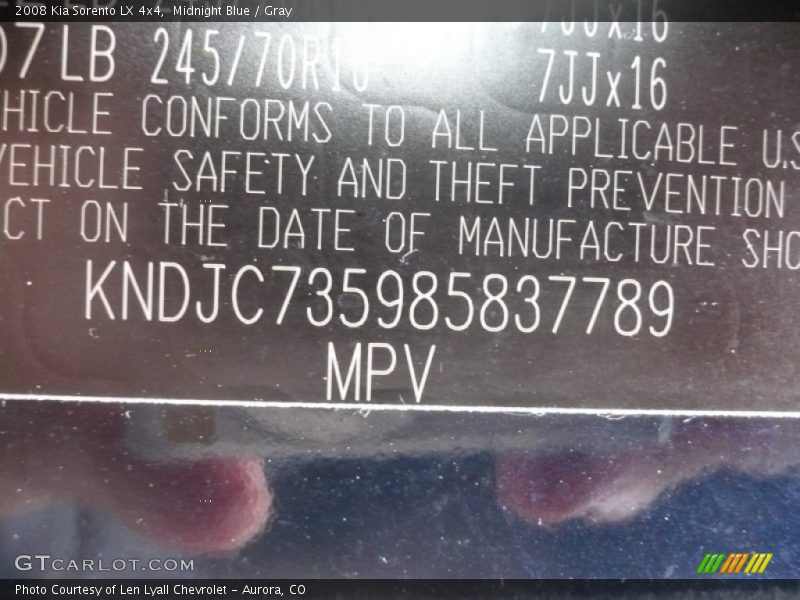 2008 Kia Sorento LX 4x4, Midnight Blue / Gray
7JJx16
07LB 245/70R16 7JJx16
HICLE CONFORMS TO ALL APPLICABLE U.S
VEHICLE SAFETY AND THEFT PREVENTION
CT ON THE DATE OF MANUFACTURE SHO
KNDJC735985837789
MPV
GTCARLOT.COM
Photo Courtesy of Len Lyall Chevrolet - Aurora, CO